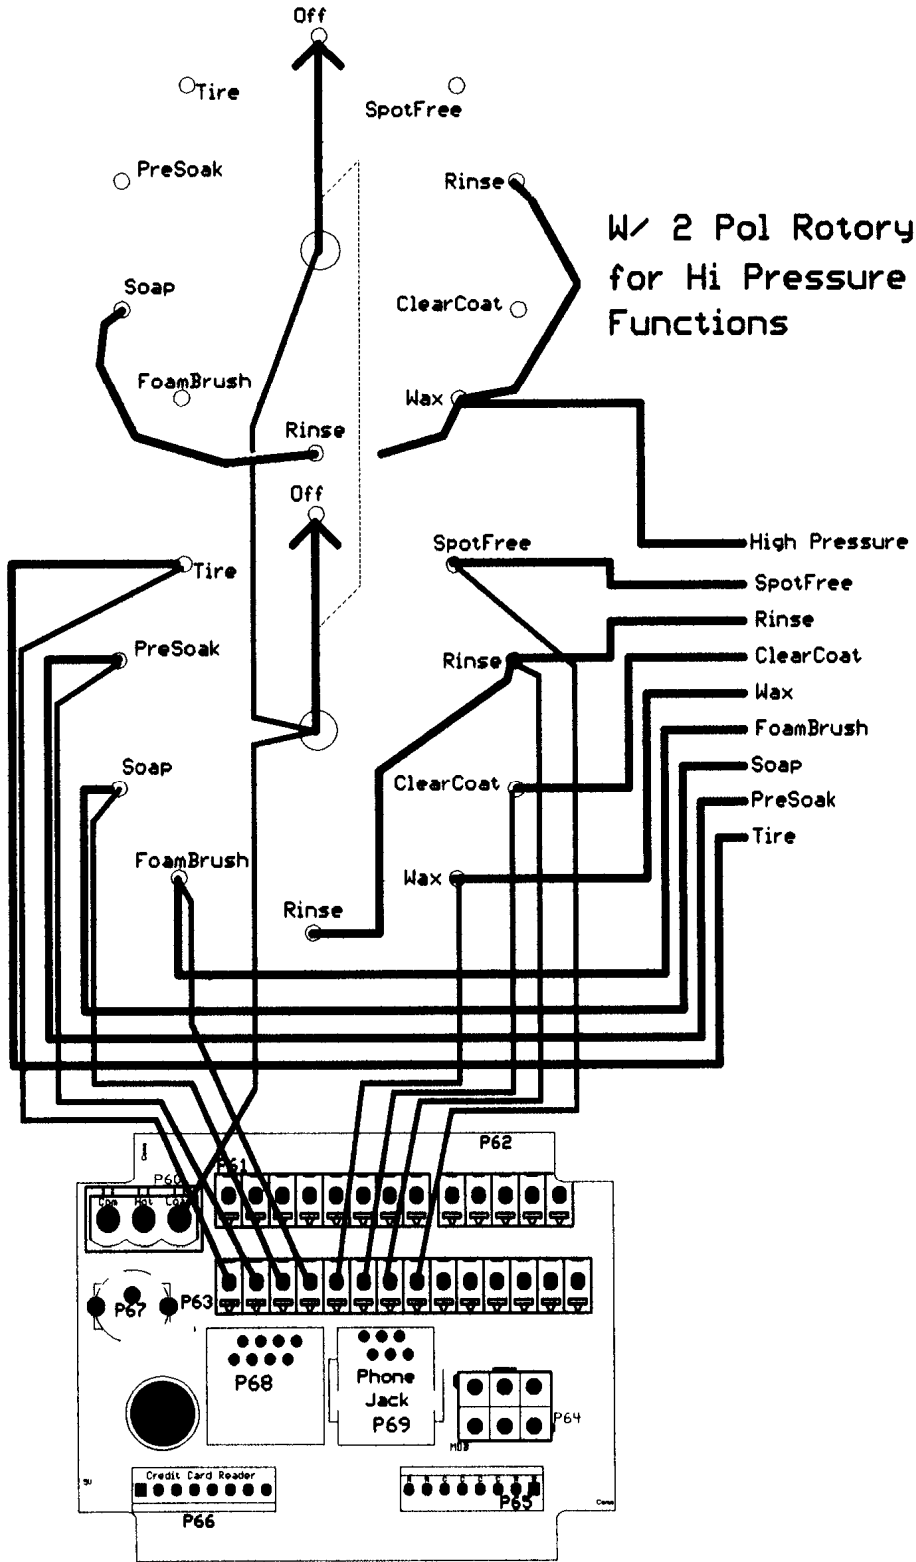 Off
Tire
SpotFree
PreSoak
Rinse
W/ 2 Pol Rotory
for Hi Pressure
Functions
Soap
ClearCoat
FoamBrush
Wax
Rinse
Off
SpotFree
High Pressure
Tire
SpotFree
Rinse
PreSoak
Rinse
ClearCoat
Wax
FoamBrush
Soap
ClearCoat
Soap
PreSoak
Tire
FoamBrush
Wax
Rinse
P62
P61
P60
Com Hot
P63
P67
P68
Phone
Jack
P69
P64
MDB
Credit Card Reader
P65
P66